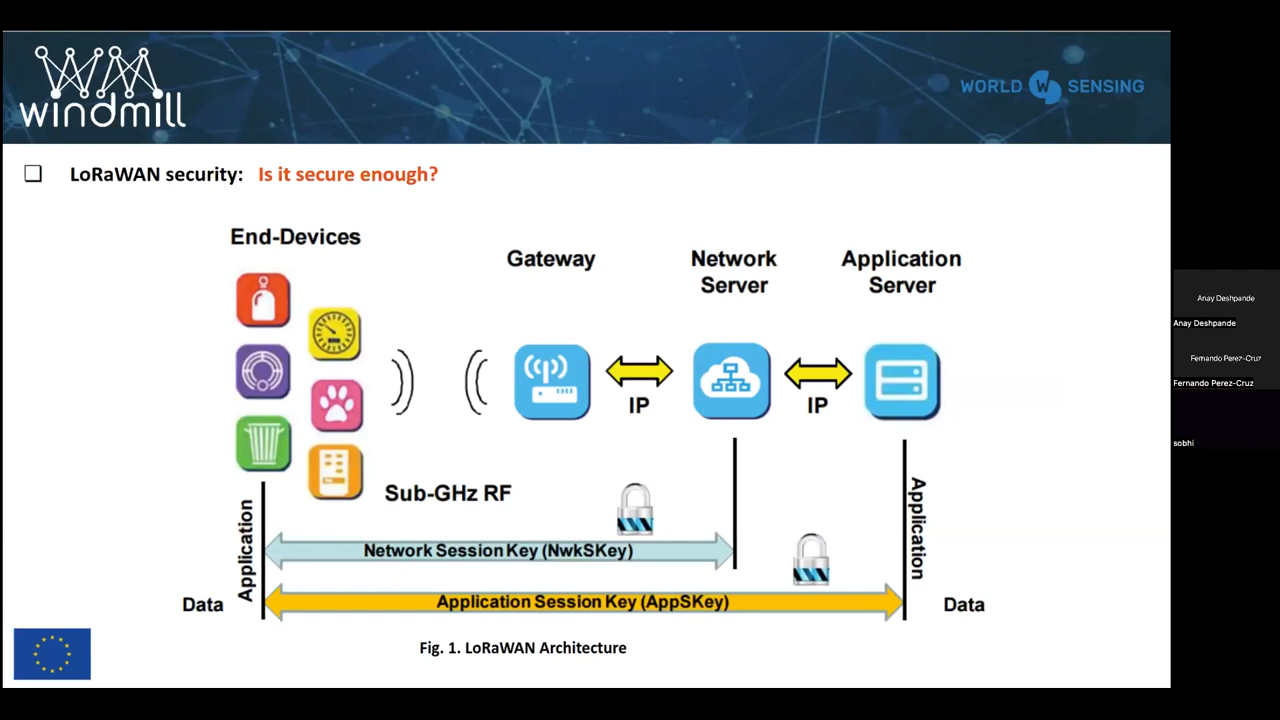 WM
windmill
WORLD W SENSING
LoRaWAN security: Is it secure enough?
End-Devices
Gateway
Network
Server
Application
Server
IP
IP
Sub-GHz RF
Application
Application
Network Session Key (NwkSKey)
Application Session Key (AppSKey)
Data
Data
Fig. 1. LoRaWAN Architecture
Anay Deshpande
Anay Deshpande
Fernando Perez-Cruz
Fernando Perez-Cruz
sobhi